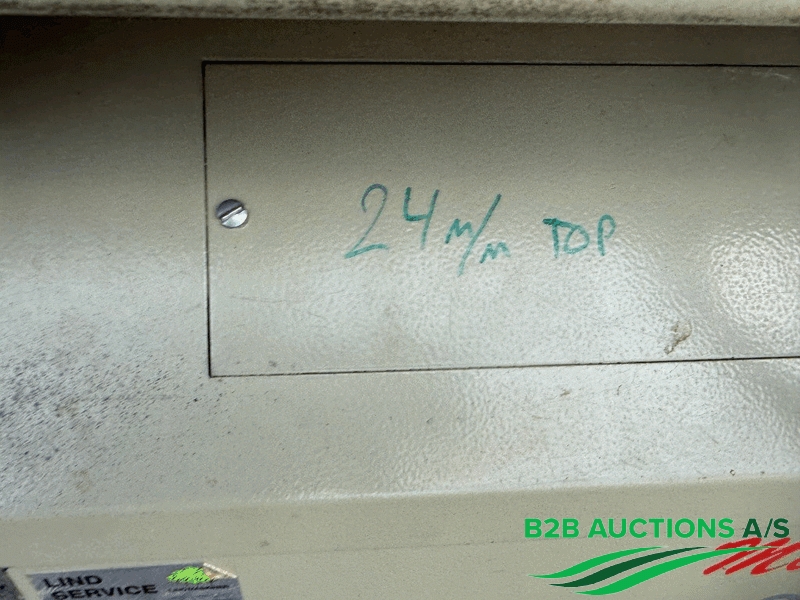 24 m/m TOP
B2B AUCTIONS A/S
LIND
SERVICE